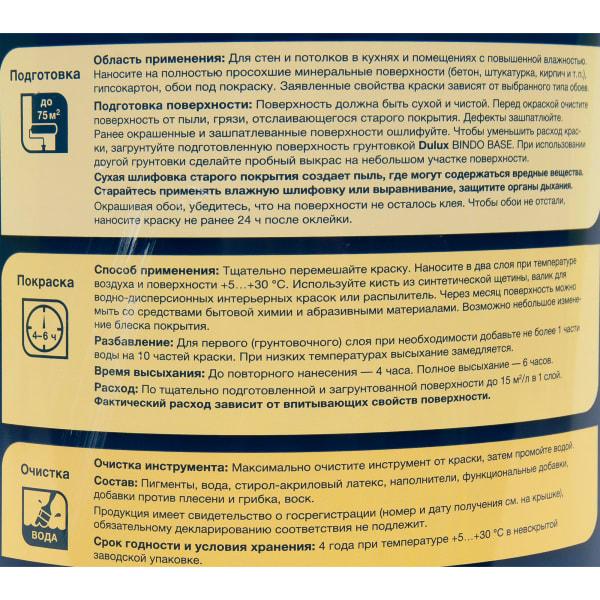 Подготовка
до
75 м²
Область применения: Для стен и потолков в кухнях и помещениях с повышенной влажностью.
Наносите на полностью просохшие минеральные поверхности (бетон, штукатурка, кирпич и т.п.),
гипсокартон, обои под покраску. Заявленные свойства краски зависят от выбранного типа обоев.
Подготовка поверхности: Поверхность должна быть сухой и чистой. Перед окраской очистите
поверхность от пыли, грязи, отслаивающегося старого покрытия. Дефекты зашпатлюйте.
Ранее окрашенные и зашпатлеванные поверхности ошлифуйте. Чтобы уменьшить расход крас-
ки, загрунтуйте подготовленную поверхность грунтовкой Dulux BINDO BASE. При использовании
другой грунтовки сделайте пробный выкрас на небольшом участке поверхности.
Сухая шлифовка старого покрытия создает пыль, где могут содержаться вредные вещества.
Старайтесь применять влажную шлифовку или выравнивание, защитите органы дыхания.
Окрашивая обои, убедитесь, что на поверхности не осталось клея. Чтобы обои не отстали,
наносите краску не ранее 24 ч после оклейки.
Покраска
4–6 ч
Способ применения: Тщательно перемешайте краску. Наносите в два слоя при температуре
воздуха и поверхности +5...+30 °С. Используйте кисть из синтетической щетины, валик для
водно-дисперсионных интерьерных красок или распылитель. Через месяц поверхность можно
мыть со средствами бытовой химии и абразивными материалами. Возможно небольшое измене-
ние блеска покрытия.
Разбавление: Для первого (грунтовочного) слоя при необходимости добавьте не более 1 части
воды на 10 частей краски. При низких температурах высыхание замедляется.
Время высыхания: До повторного нанесения — 4 часа. Полное высыхание — 6 часов.
Расход: По тщательно подготовленной и загрунтованной поверхности до 15 м²/л в 1 слой.
Фактический расход зависит от впитывающих свойств поверхности.
Очистка
ВОДА
Очистка инструмента: Максимально очистите инструмент от краски, затем промойте водой.
Состав: Пигменты, вода, стирол-акриловый латекс, наполнители, функциональные добавки,
добавки против плесени и грибка, воск.
Продукция имеет свидетельство о госрегистрации (номер и дату получения см. на крышке),
обязательному декларированию соответствия не подлежит.
Срок годности и условия хранения: 4 года при температуре +5...+30 °С в невскрытой
заводской упаковке.